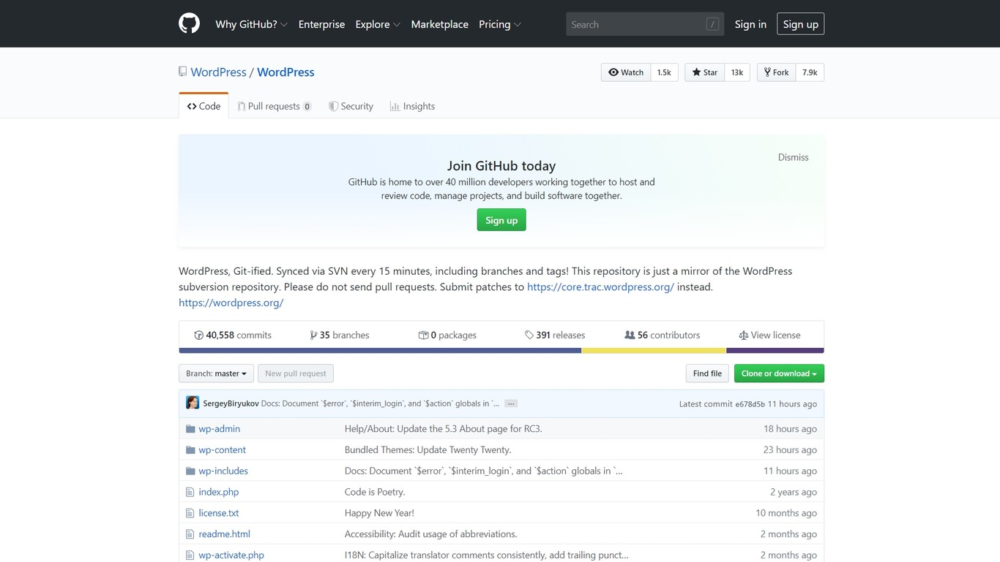 Why GitHub? Enterprise Explore Marketplace Pricing Search / Sign in Sign up
WordPress / WordPress Watch 1.5k Star 13k Fork 7.9k
Code Pull requests 0 Security Insights
Dismiss
Join GitHub today
GitHub is home to over 40 million developers working together to host and
review code, manage projects, and build software together.
Sign up
WordPress, Git-ified. Synced via SVN every 15 minutes, including branches and tags! This repository is just a mirror of the WordPress
subversion repository. Please do not send pull requests. Submit patches to https://core.trac.wordpress.org/ instead.
https://wordpress.org/
40,558 commits 35 branches 0 packages 391 releases 56 contributors View license
Branch: master New pull request Find file Clone or download
SergeyBiryukov Docs: Document `$error`, `$interim_login`, and `$action` globals in `... ... Latest commit e678d5b 11 hours ago
wp-admin Help/About: Update the 5.3 About page for RC3. 18 hours ago
wp-content Bundled Themes: Update Twenty Twenty. 23 hours ago
wp-includes Docs: Document `$error`, `$interim_login`, and `$action` globals in `... 11 hours ago
index.php Code is Poetry. 2 years ago
license.txt Happy New Year! 10 months ago
readme.html Accessibility: Audit usage of abbreviations. 2 months ago
wp-activate.php I18N: Capitalize translator comments consistently, add trailing punct... 2 months ago